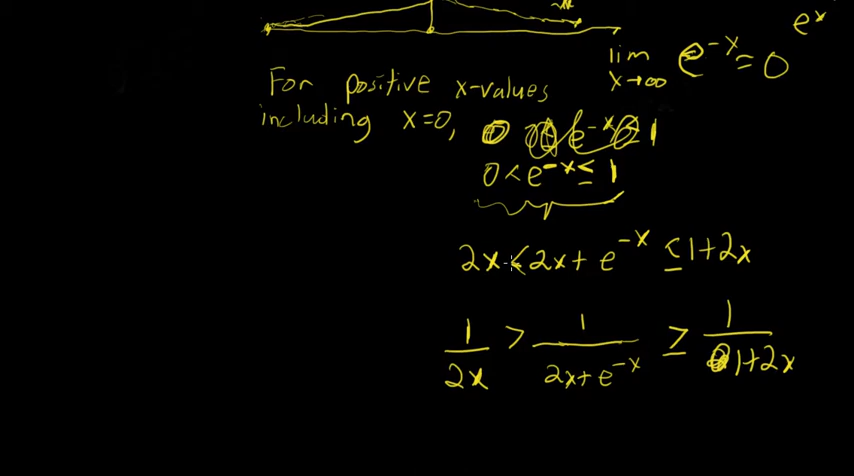 e^x
lim e^-x = 0
x→∞
For positive x-values
including x=0,
0 < e^-x ≤ 1
2x < 2x + e^-x ≤ 1+2x
1/2x > 1/2x+e^-x ≥ 1/1+2x